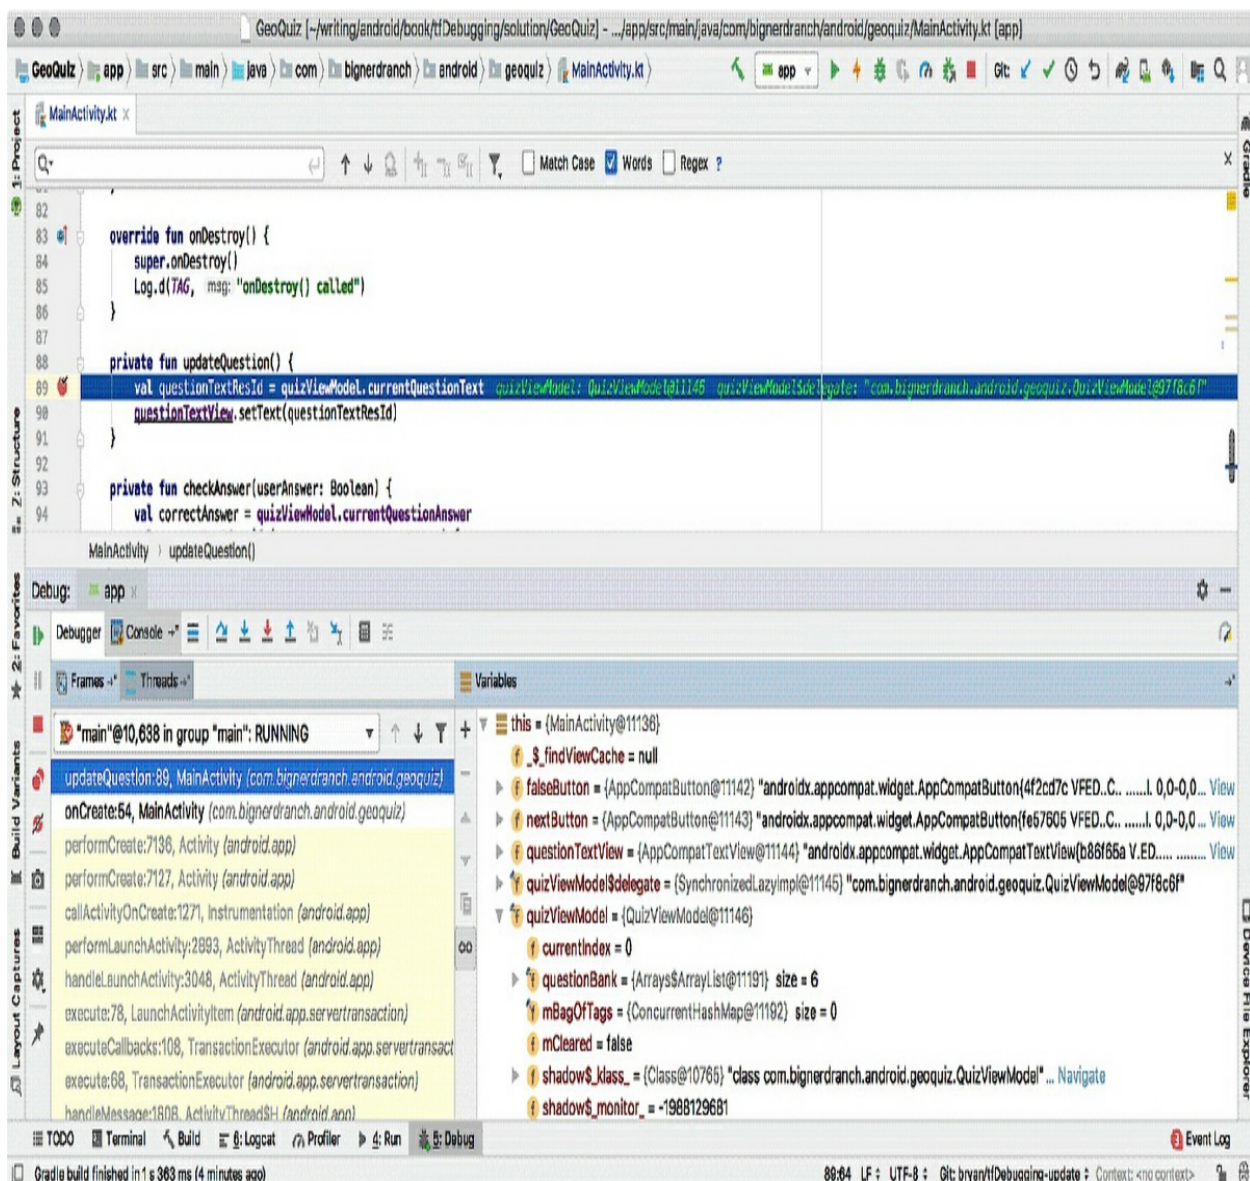 GeoQuiz [~/writing/android/book/tfDebugging/solution/GeoQuiz] - .../app/src/main/java/com/bignerdranch/android/geoquiz/MainActivity.kt [app]
GeoQuiz app src main java com bignerdranch android geoquiz MainActivity.kt app Git:
MainActivity.kt
1: Project
Gradle
Match Case Words Regex ?
82
83 override fun onDestroy() {
84 super.onDestroy()
85 Log.d(TAG, msg: "onDestroy() called")
86 }
87
88 private fun updateQuestion() {
89 val questionTextResId = quizViewModel.currentQuestionText quizViewModel: QuizViewModel@11146 quizViewModel$delegate: "com.bignerdranch.android.geoquiz.QuizViewModel@97f8c6f"
90 questionTextView.setText(questionTextResId)
91 }
92
93 private fun checkAnswer(userAnswer: Boolean) {
94 val correctAnswer = quizViewModel.currentQuestionAnswer
Z: Structure
MainActivity updateQuestion()
2: Favorites
Debug: app
Debugger Console
Frames Threads
Variables
Build Variants
"main"@10,638 in group "main": RUNNING
updateQuestion:89, MainActivity (com.bignerdranch.android.geoquiz)
onCreate:54, MainActivity (com.bignerdranch.android.geoquiz)
performCreate:7136, Activity (android.app)
performCreate:7127, Activity (android.app)
callActivityOnCreate:1271, Instrumentation (android.app)
performLaunchActivity:2893, ActivityThread (android.app)
handleLaunchActivity:3048, ActivityThread (android.app)
execute:78, LaunchActivityItem (android.app.servertransaction)
executeCallbacks:108, TransactionExecutor (android.app.servertransact
execute:68, TransactionExecutor (android.app.servertransaction)
handleMessage:1808, ActivityThread$H (android.app)
this = {MainActivity@11136}
_$_findViewCache = null
falseButton = {AppCompatButton@11142} "androidx.appcompat.widget.AppCompatButton{4f2cd7c VFED..C.. .......I. 0,0-0,0... View
nextButton = {AppCompatButton@11143} "androidx.appcompat.widget.AppCompatButton{fe57605 VFED..C.. .......I. 0,0-0,0 ... View
questionTextView = {AppCompatTextView@11144} "androidx.appcompat.widget.AppCompatTextView{b86f65a V.ED..... ......... View
quizViewModel$delegate = {SynchronizedLazyImpl@11145} "com.bignerdranch.android.geoquiz.QuizViewModel@97f8c6f"
quizViewModel = {QuizViewModel@11146}
currentIndex = 0
questionBank = {Arrays$ArrayList@11191} size = 6
mBagOfTags = {ConcurrentHashMap@11192} size = 0
mCleared = false
shadow$_klass_ = {Class@10765} "class com.bignerdranch.android.geoquiz.QuizViewModel" ... Navigate
shadow$_monitor_ = -1988129681
Layout Captures
Device File Explorer
TODO Terminal Build 6: Logcat Profiler 4: Run 5: Debug Event Log
Gradle build finished in 1 s 363 ms (4 minutes ago) 89:64 LF UTF-8 Git: bryan/tfDebugging-update Context: <no context>